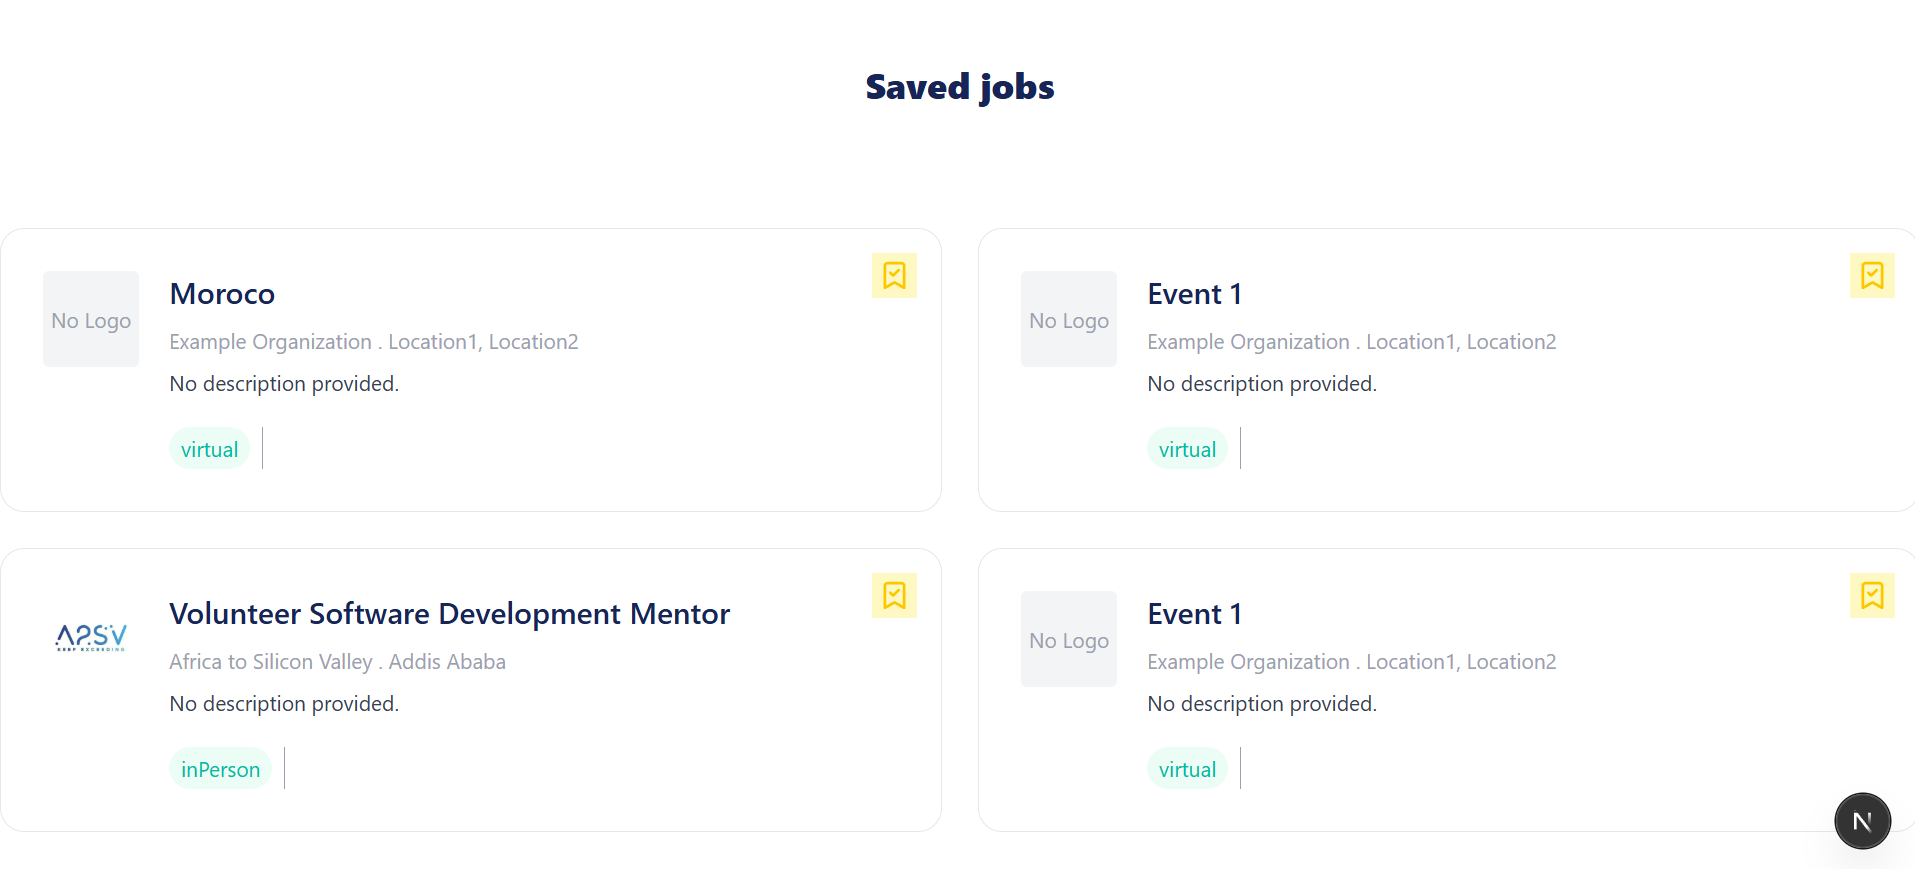 Saved jobs
No Logo
Moroco
Example Organization . Location1, Location2
No description provided.
virtual
No Logo
Event 1
Example Organization . Location1, Location2
No description provided.
virtual
A2SV
KEEP EXCEEDING
Volunteer Software Development Mentor
Africa to Silicon Valley . Addis Ababa
No description provided.
inPerson
No Logo
Event 1
Example Organization . Location1, Location2
No description provided.
virtual
N